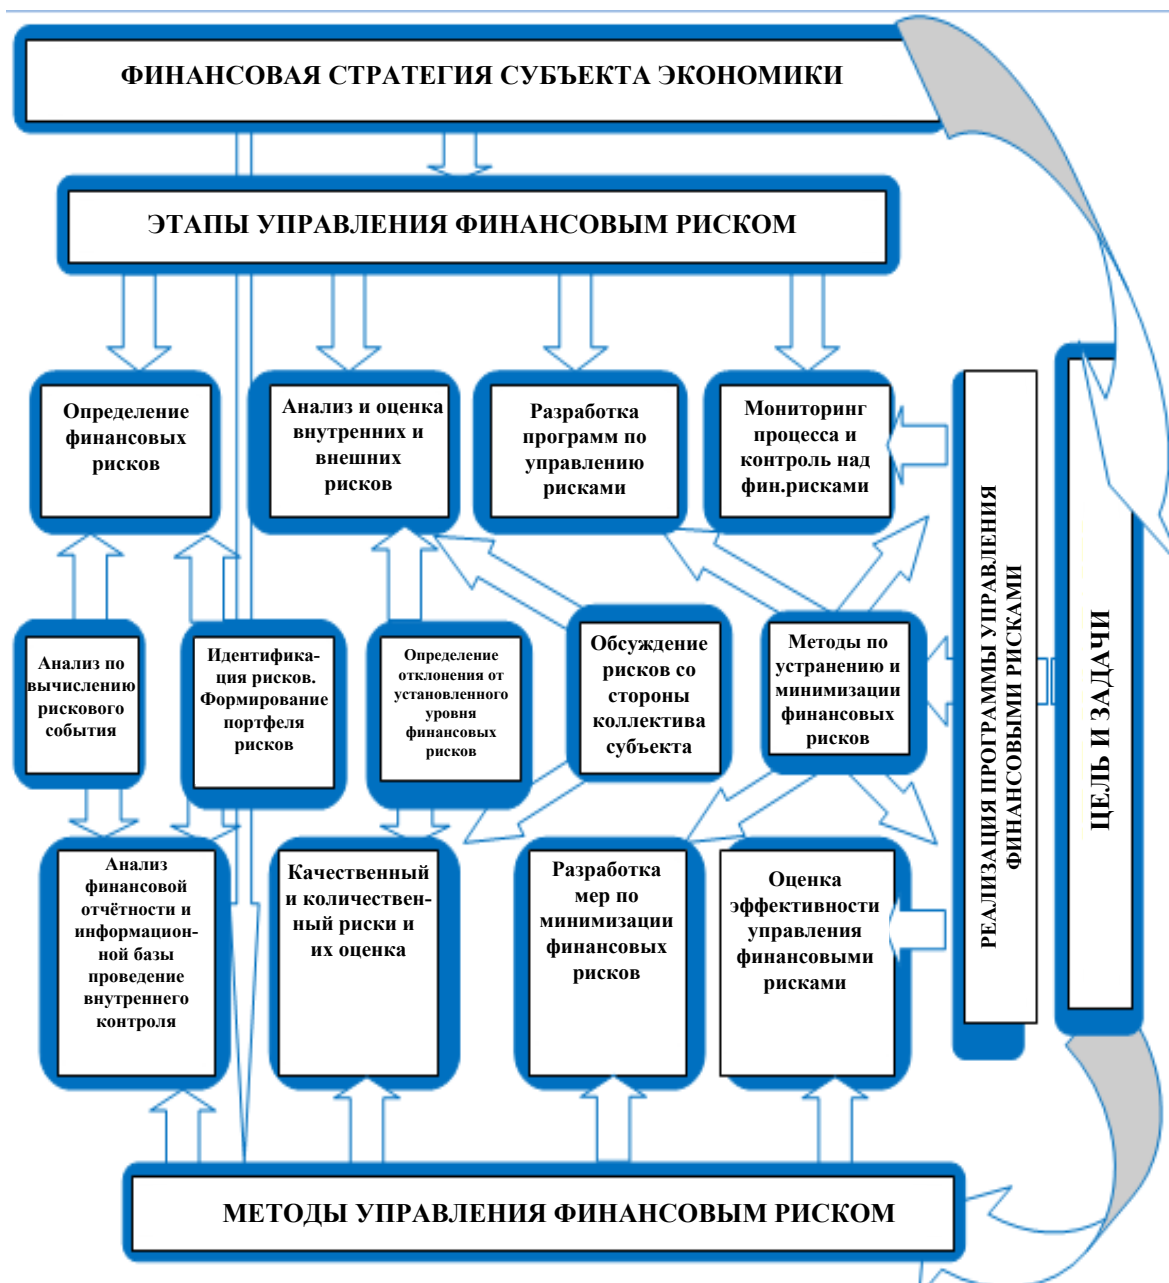 ФИНАНСОВАЯ СТРАТЕГИЯ СУБЪЕКТА ЭКОНОМИКИ
ЭТАПЫ УПРАВЛЕНИЯ ФИНАНСОВЫМ РИСКОМ
Определение
финансовых
рисков
Анализ и оценка
внутренних и
внешних
рисков
Разработка
программ по
управлению
рисками
Мониторинг
процесса и
контроль над
фин.рисками
Анализ по
вычислению
рискового
события
Идентифика-
ция рисков.
Формирование
портфеля
рисков
Определение
отклонения от
установленного
уровня
финансовых
рисков
Обсуждение
рисков со
стороны
коллектива
субъекта
Методы по
устранению и
минимизации
финансовых
рисков
РЕАЛИЗАЦИЯ ПРОГРАММЫ УПРАВЛЕНИЯ
ФИНАНСОВЫМИ РИСКАМИ
ЦЕЛЬ И ЗАДАЧИ
Анализ
финансовой
отчётности и
информацион-
ной базы
проведение
внутреннего
контроля
Качественный
и количествен-
ный риски и
их оценка
Разработка
мер по
минимизации
финансовых
рисков
Оценка
эффективности
управления
финансовыми
рисками
МЕТОДЫ УПРАВЛЕНИЯ ФИНАНСОВЫМ РИСКОМ